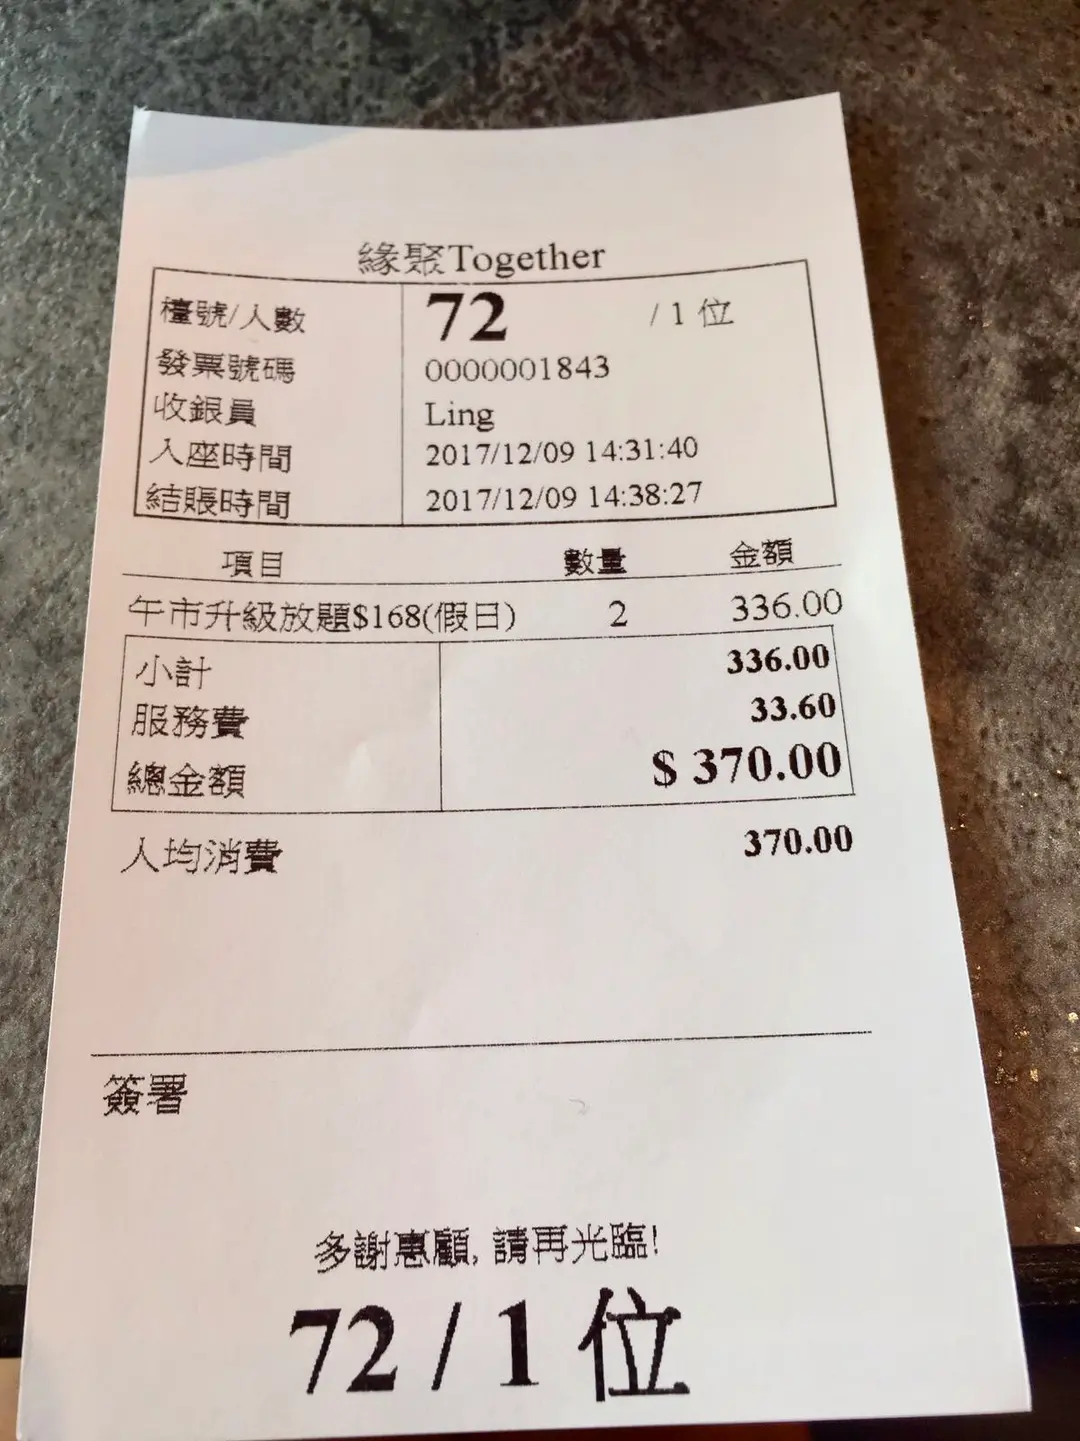 緣聚Together
檯號/人數 72 / 1 位
發票號碼 0000001843
收銀員 Ling
入座時間 2017/12/09 14:31:40
結賬時間 2017/12/09 14:38:27
項目 數量 金額
午市升級放題$168(假日) 2 336.00
小計 336.00
服務費 33.60
總金額 $ 370.00
人均消費 370.00
簽署
多謝惠顧, 請再光臨!
72 / 1 位